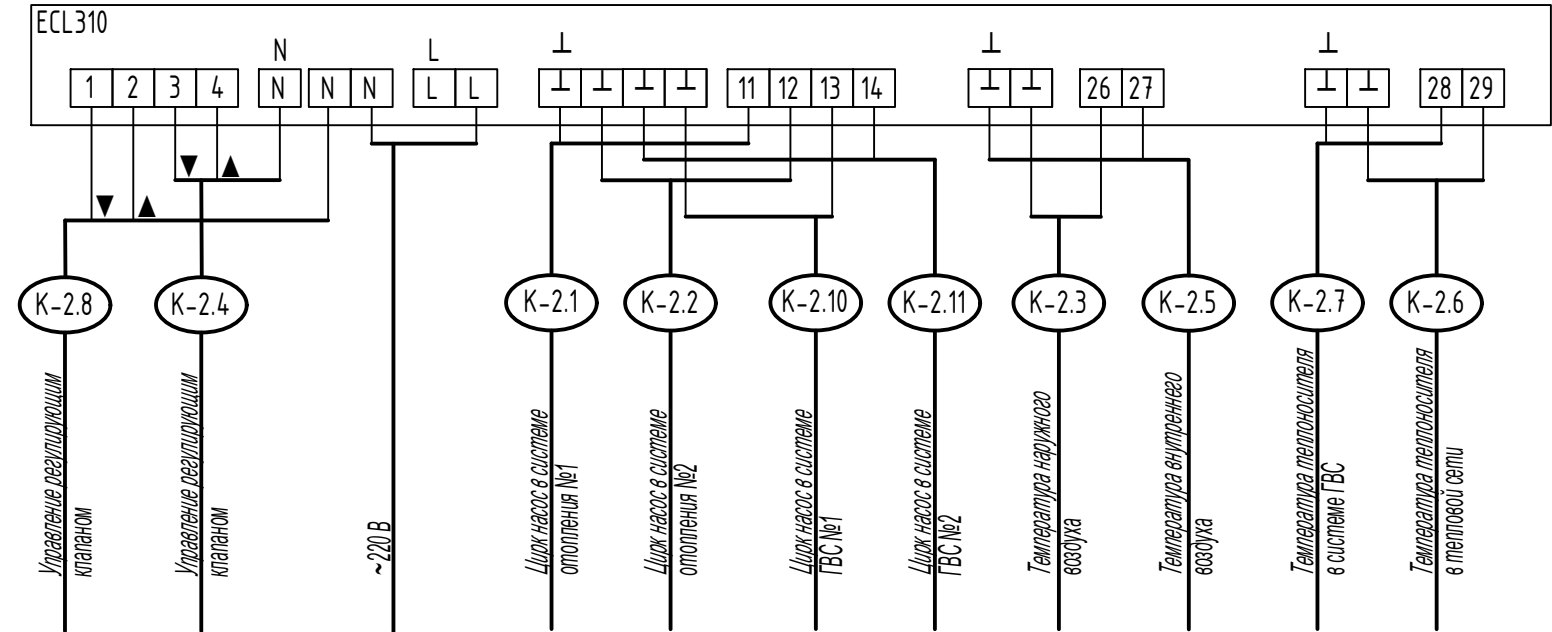 ECL310
N
L
⊥
⊥
⊥
1 2 3 4
N
N N
L L
⊥ ⊥ ⊥ ⊥
11 12 13 14
⊥ ⊥
26 27
⊥ ⊥
28 29
▼ ▲
▼ ▲
К-2.8
К-2.4
К-2.1
К-2.2
К-2.10
К-2.11
К-2.3
К-2.5
К-2.7
К-2.6
Управление регулирующим
клапаном
Управление регулирующим
клапаном
~220 В
Цирк насос в системе
отопления №1
Цирк насос в системе
отопления №2
Цирк насос в системе
ГВС №1
Цирк насос в системе
ГВС №2
Температура наружного
воздуха
Температура внутреннего
воздуха
Температура теплоносителя
в системе ГВС
Температура теплоносителя
в тепловой сети